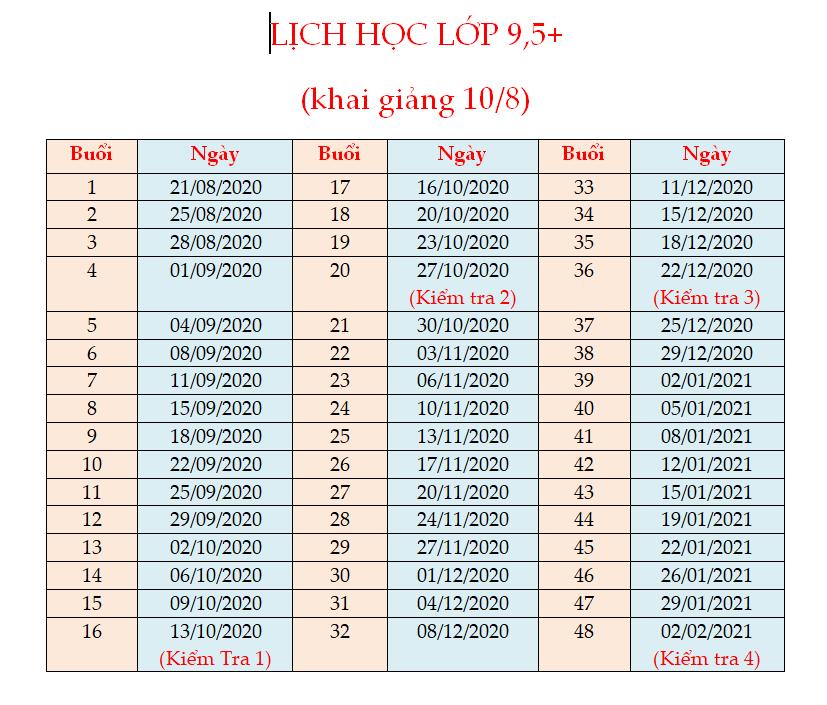 LỊCH HỌC LỚP 9,5+
(khai giảng 10/8)
Buổi Ngày Buổi Ngày Buổi Ngày
1 21/08/2020 17 16/10/2020 33 11/12/2020
2 25/08/2020 18 20/10/2020 34 15/12/2020
3 28/08/2020 19 23/10/2020 35 18/12/2020
4 01/09/2020 20 27/10/2020 36 22/12/2020
(Kiểm tra 2) (Kiểm tra 3)
5 04/09/2020 21 30/10/2020 37 25/12/2020
6 08/09/2020 22 03/11/2020 38 29/12/2020
7 11/09/2020 23 06/11/2020 39 02/01/2021
8 15/09/2020 24 10/11/2020 40 05/01/2021
9 18/09/2020 25 13/11/2020 41 08/01/2021
10 22/09/2020 26 17/11/2020 42 12/01/2021
11 25/09/2020 27 20/11/2020 43 15/01/2021
12 29/09/2020 28 24/11/2020 44 19/01/2021
13 02/10/2020 29 27/11/2020 45 22/01/2021
14 06/10/2020 30 01/12/2020 46 26/01/2021
15 09/10/2020 31 04/12/2020 47 29/01/2021
16 13/10/2020 32 08/12/2020 48 02/02/2021
(Kiểm Tra 1) (Kiểm tra 4)